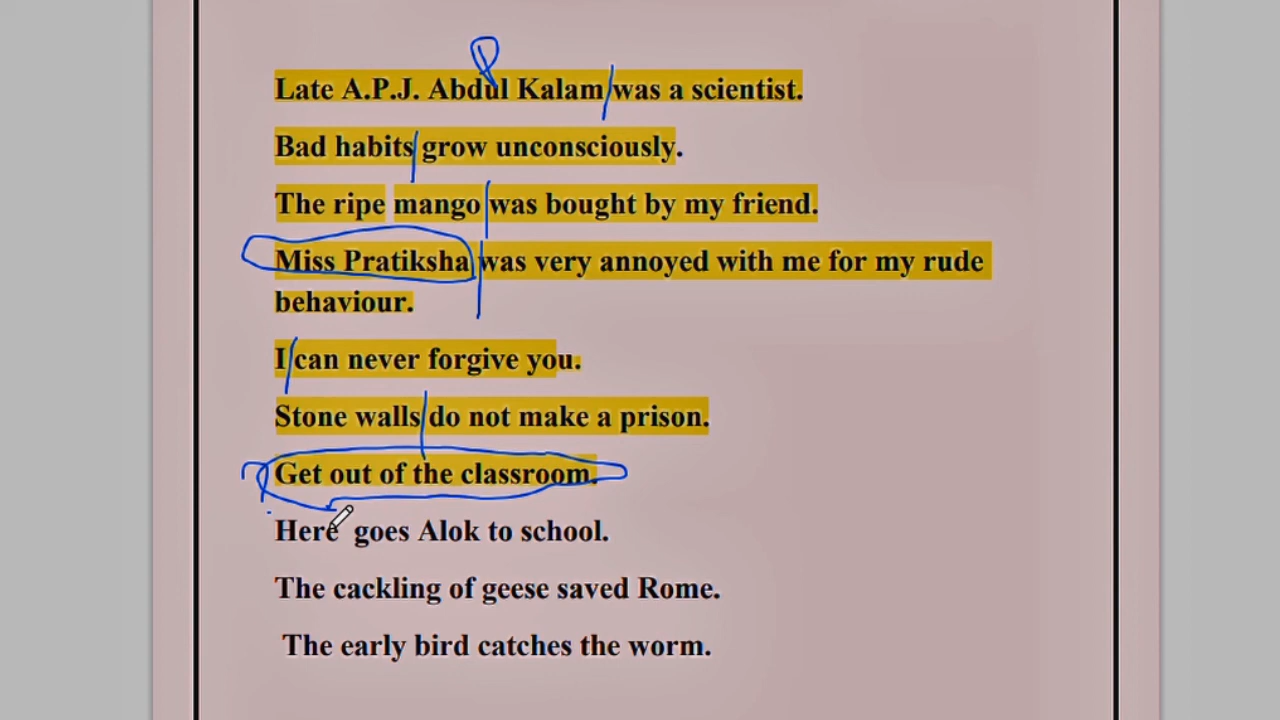 Late A.P.J. Abdul Kalam was a scientist.
Bad habits grow unconsciously.
The ripe mango was bought by my friend.
Miss Pratiksha was very annoyed with me for my rude
behaviour.
I can never forgive you.
Stone walls do not make a prison.
Get out of the classroom.
Here goes Alok to school.
The cackling of geese saved Rome.
The early bird catches the worm.